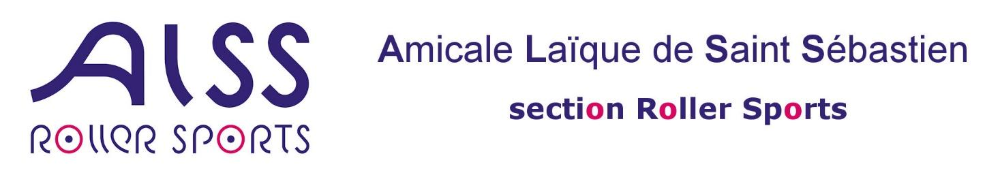 ALSS
ROLLER SPORTS
Amicale Laïque de Saint Sébastien
section Roller Sports